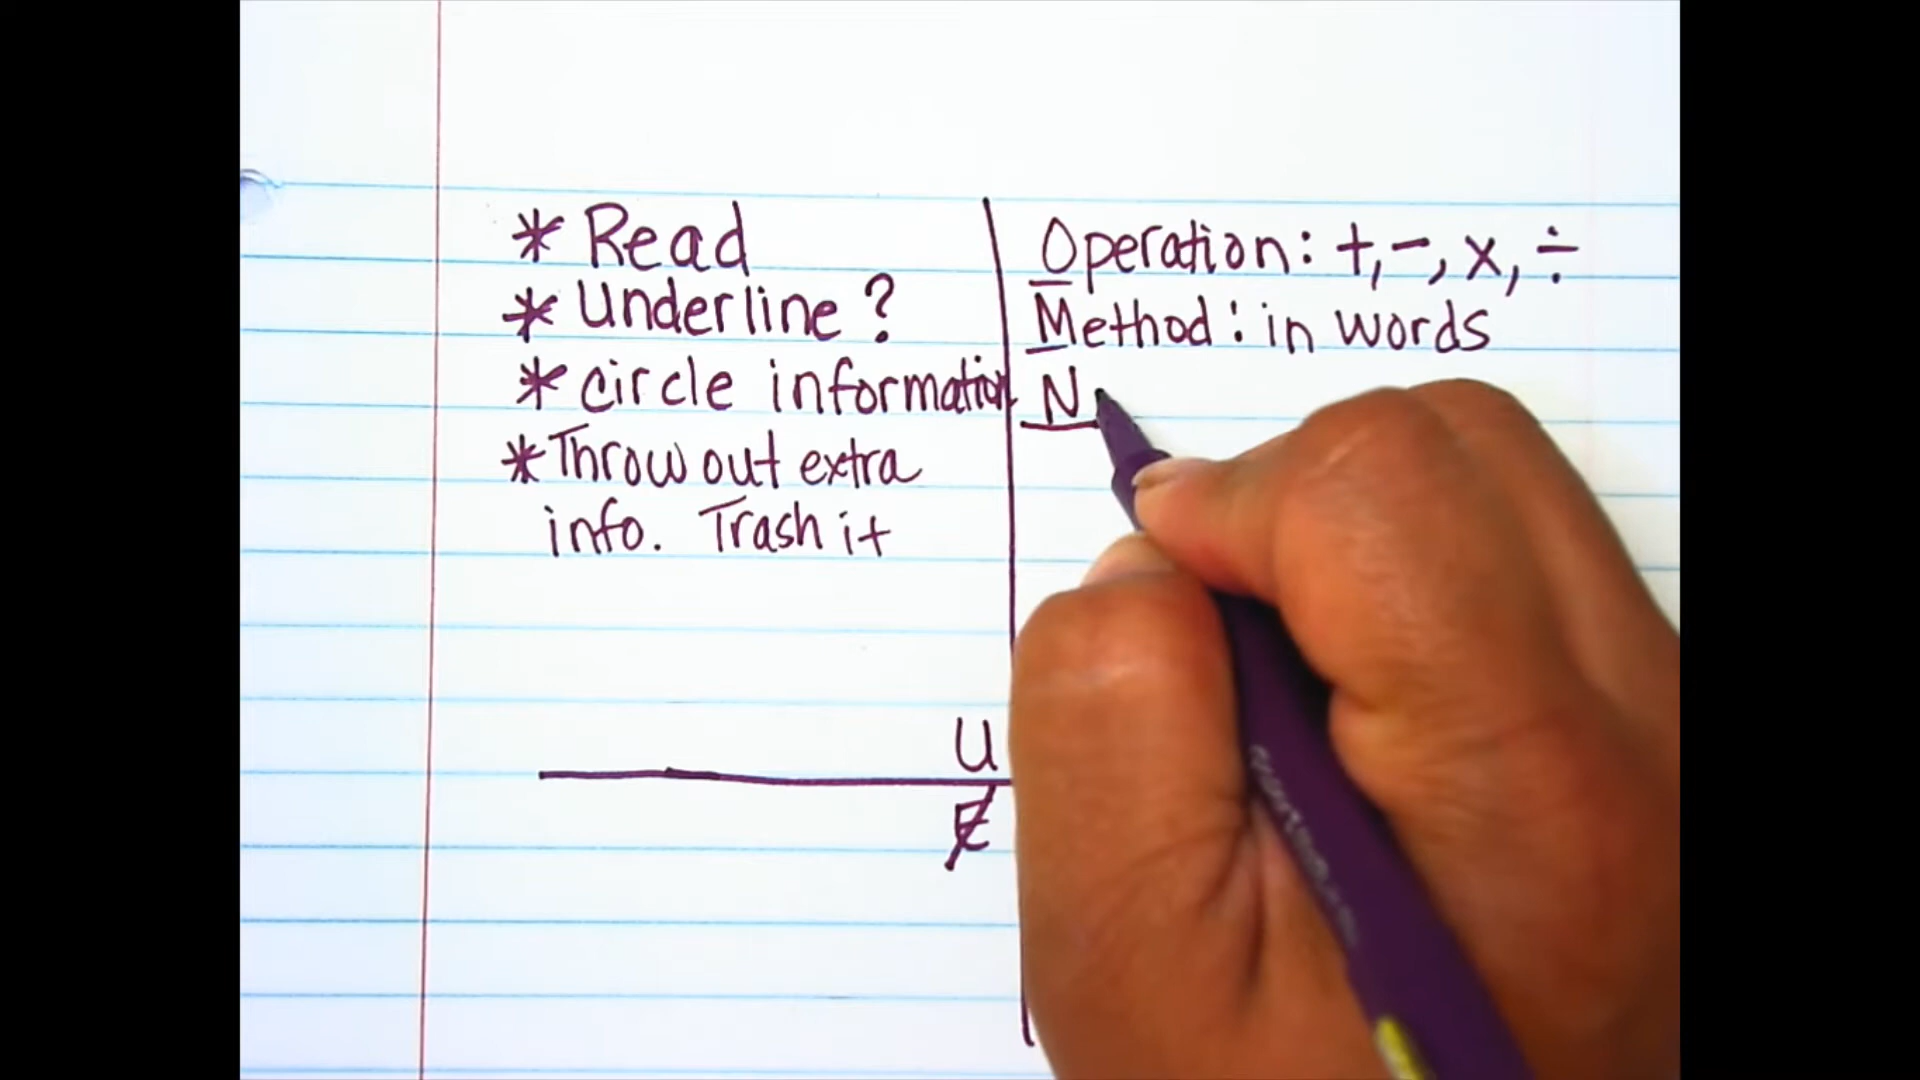 * Read
* Underline ?
* circle information
* Throw out extra
info. Trash it
U
E
Operation: +, -, x, ÷
Method: in words
N